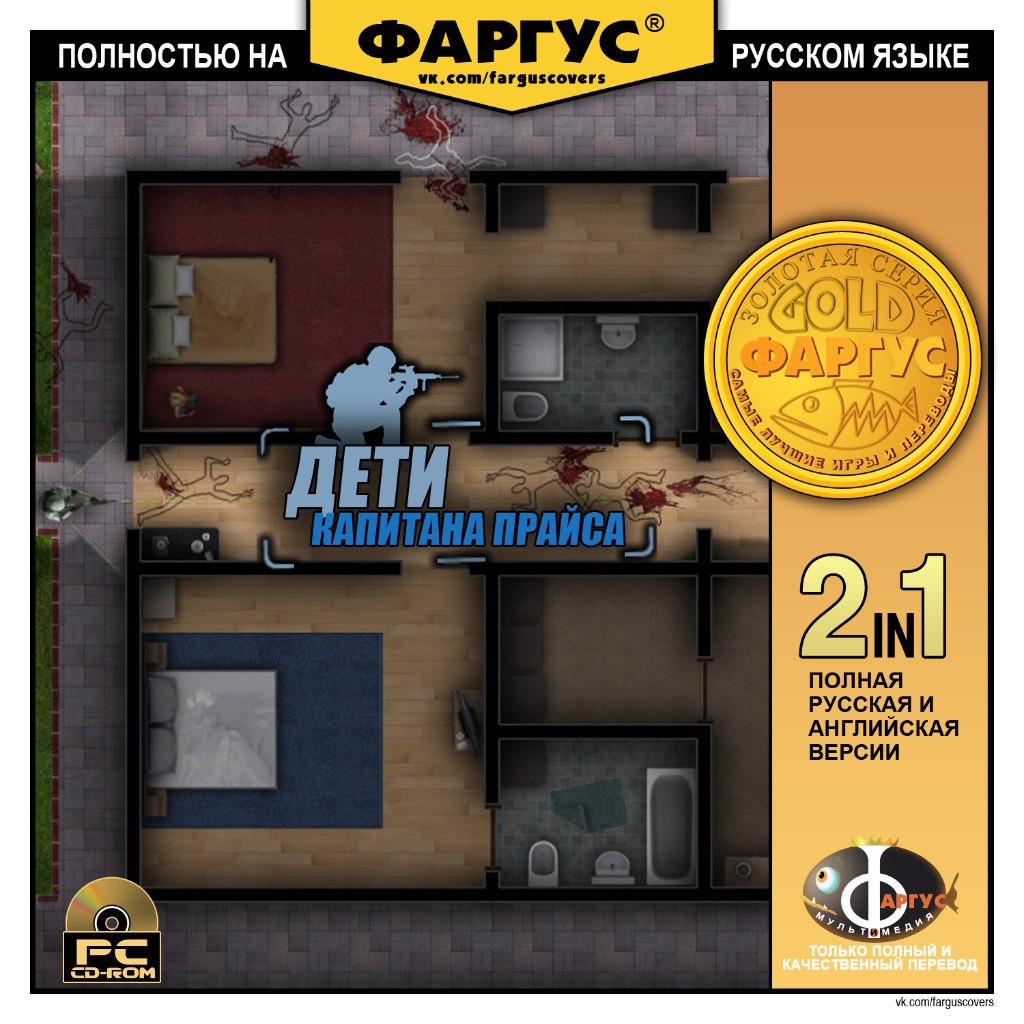 ПОЛНОСТЬЮ НА
ФАРГУС®
vk.com/farguscovers
РУССКОМ ЯЗЫКЕ
ЗОЛОТАЯ СЕРИЯ
GOLD
ФАРГУС
САМЫЕ ЛУЧШИЕ ИГРЫ И ПЕРЕВОДЫ
ДЕТИ
КАПИТАНА ПРАЙСА
2IN1
ПОЛНАЯ
РУССКАЯ И
АНГЛИЙСКАЯ
ВЕРСИИ
ФАРГУС
МУЛЬТИМЕДИЯ
ТОЛЬКО ПОЛНЫЙ И
КАЧЕСТВЕННЫЙ ПЕРЕВОД
PC
CD-ROM
vk.com/farguscovers